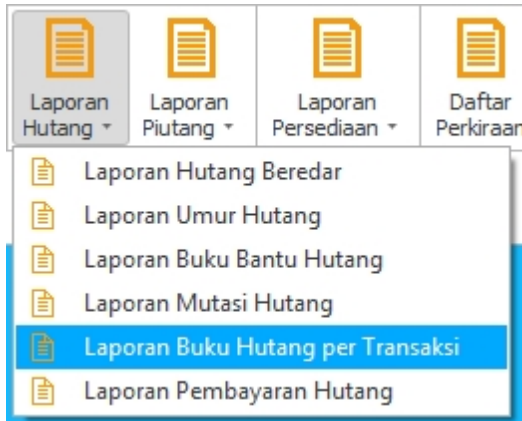 Laporan Hutang
Laporan Piutang
Laporan Persediaan
Daftar Perkiraan
Laporan Hutang Beredar
Laporan Umur Hutang
Laporan Buku Bantu Hutang
Laporan Mutasi Hutang
Laporan Buku Hutang per Transaksi
Laporan Pembayaran Hutang